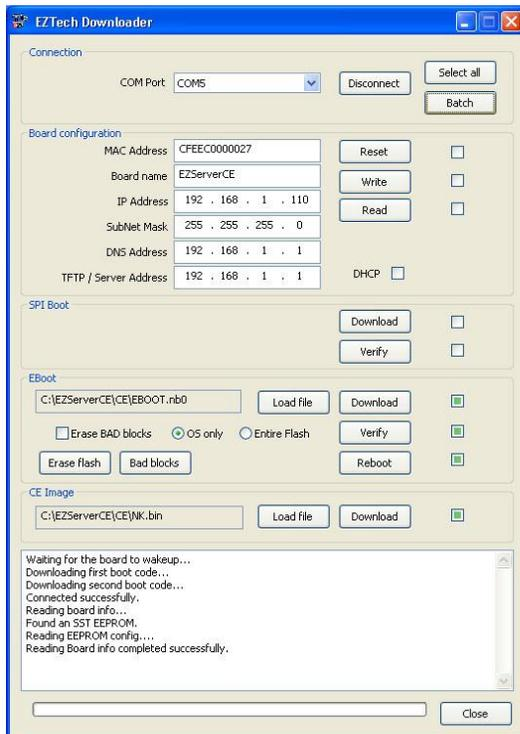 EZTech Downloader
Connection
COM Port COM5 Disconnect Select all
Batch
Board configuration
MAC Address CFEEC0000027 Reset
Board name EZServerCE Write
IP Address 192 . 168 . 1 . 110 Read
SubNet Mask 255 . 255 . 255 . 0
DNS Address 192 . 168 . 1 . 1
TFTP / Server Address 192 . 168 . 1 . 1 DHCP
SPI Boot
Download
Verify
EBoot
C:\EZServerCE\CE\EBOOT.nb0 Load file Download
Erase BAD blocks OS only Entire Flash Verify
Erase flash Bad blocks Reboot
CE Image
C:\EZServerCE\CE\NK.bin Load file Download
Waiting for the board to wakeup...
Downloading first boot code...
Downloading second boot code...
Connected successfully.
Reading board info...
Found an SST EEPROM.
Reading EEPROM config....
Reading Board info completed successfully.
Close